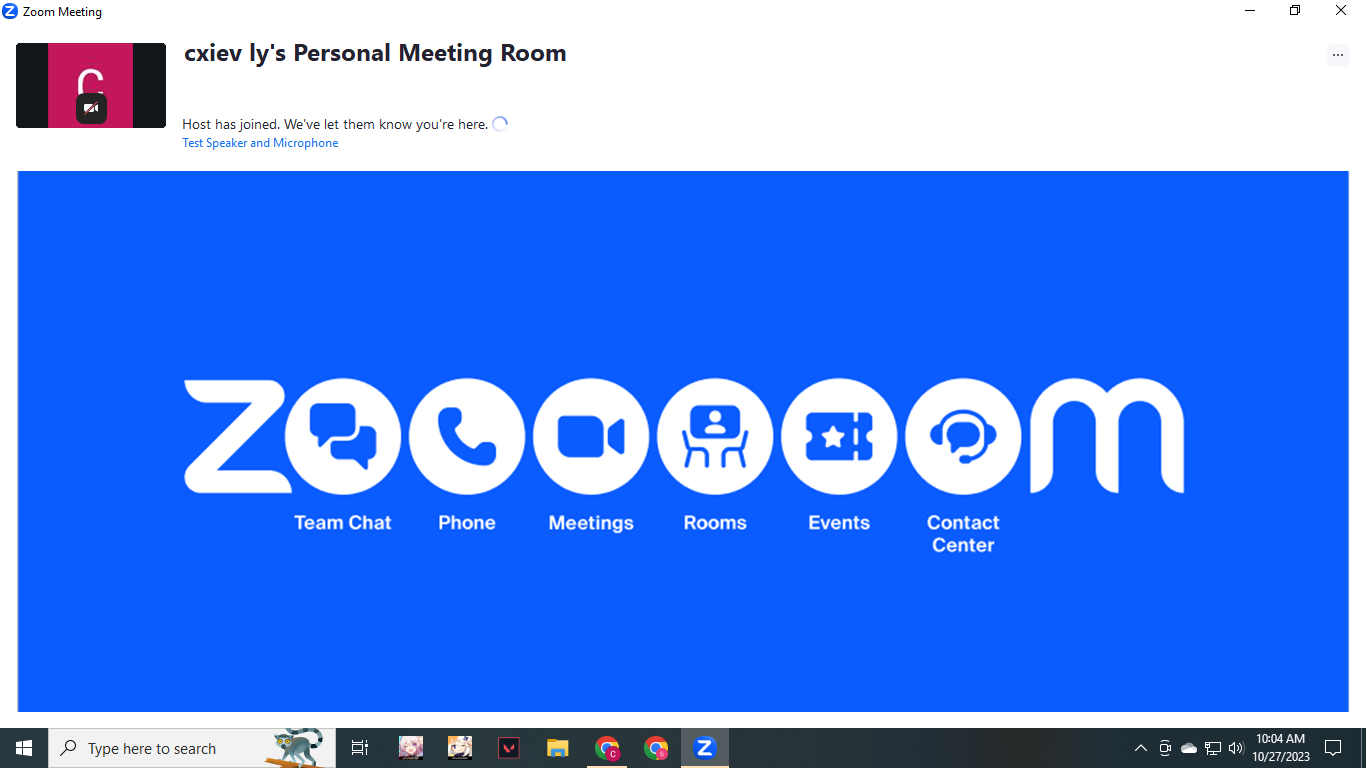 Zoom Meeting
cxiev ly's Personal Meeting Room
C
Host has joined. We've let them know you're here.
Test Speaker and Microphone
zoooooom
Team Chat
Phone
Meetings
Rooms
Events
Contact
Center
Type here to search
10:04 AM
10/27/2023